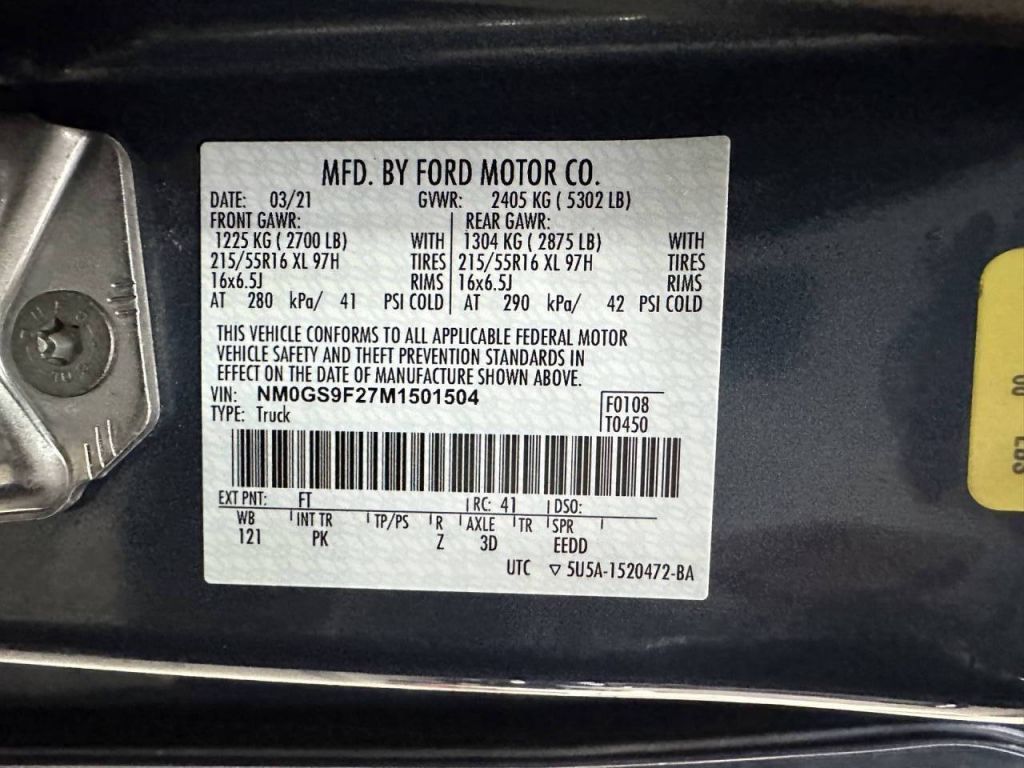 MFD. BY FORD MOTOR CO.
DATE: 03/21 GVWR: 2405 KG ( 5302 LB)
FRONT GAWR: REAR GAWR:
1225 KG ( 2700 LB) WITH 1304 KG ( 2875 LB) WITH
215/55R16 XL 97H TIRES 215/55R16 XL 97H TIRES
16x6.5J RIMS 16x6.5J RIMS
AT 280 kPa/ 41 PSI COLD AT 290 kPa/ 42 PSI COLD
THIS VEHICLE CONFORMS TO ALL APPLICABLE FEDERAL MOTOR
VEHICLE SAFETY AND THEFT PREVENTION STANDARDS IN
EFFECT ON THE DATE OF MANUFACTURE SHOWN ABOVE.
VIN: NM0GS9F27M1501504 F0108
TYPE: Truck T0450
EXT PNT: FT RC: 41 DSO:
WB INT TR TP/PS R AXLE TR SPR
121 PK Z 3D EEDD
UTC ▽ 5U5A-1520472-BA
LBS